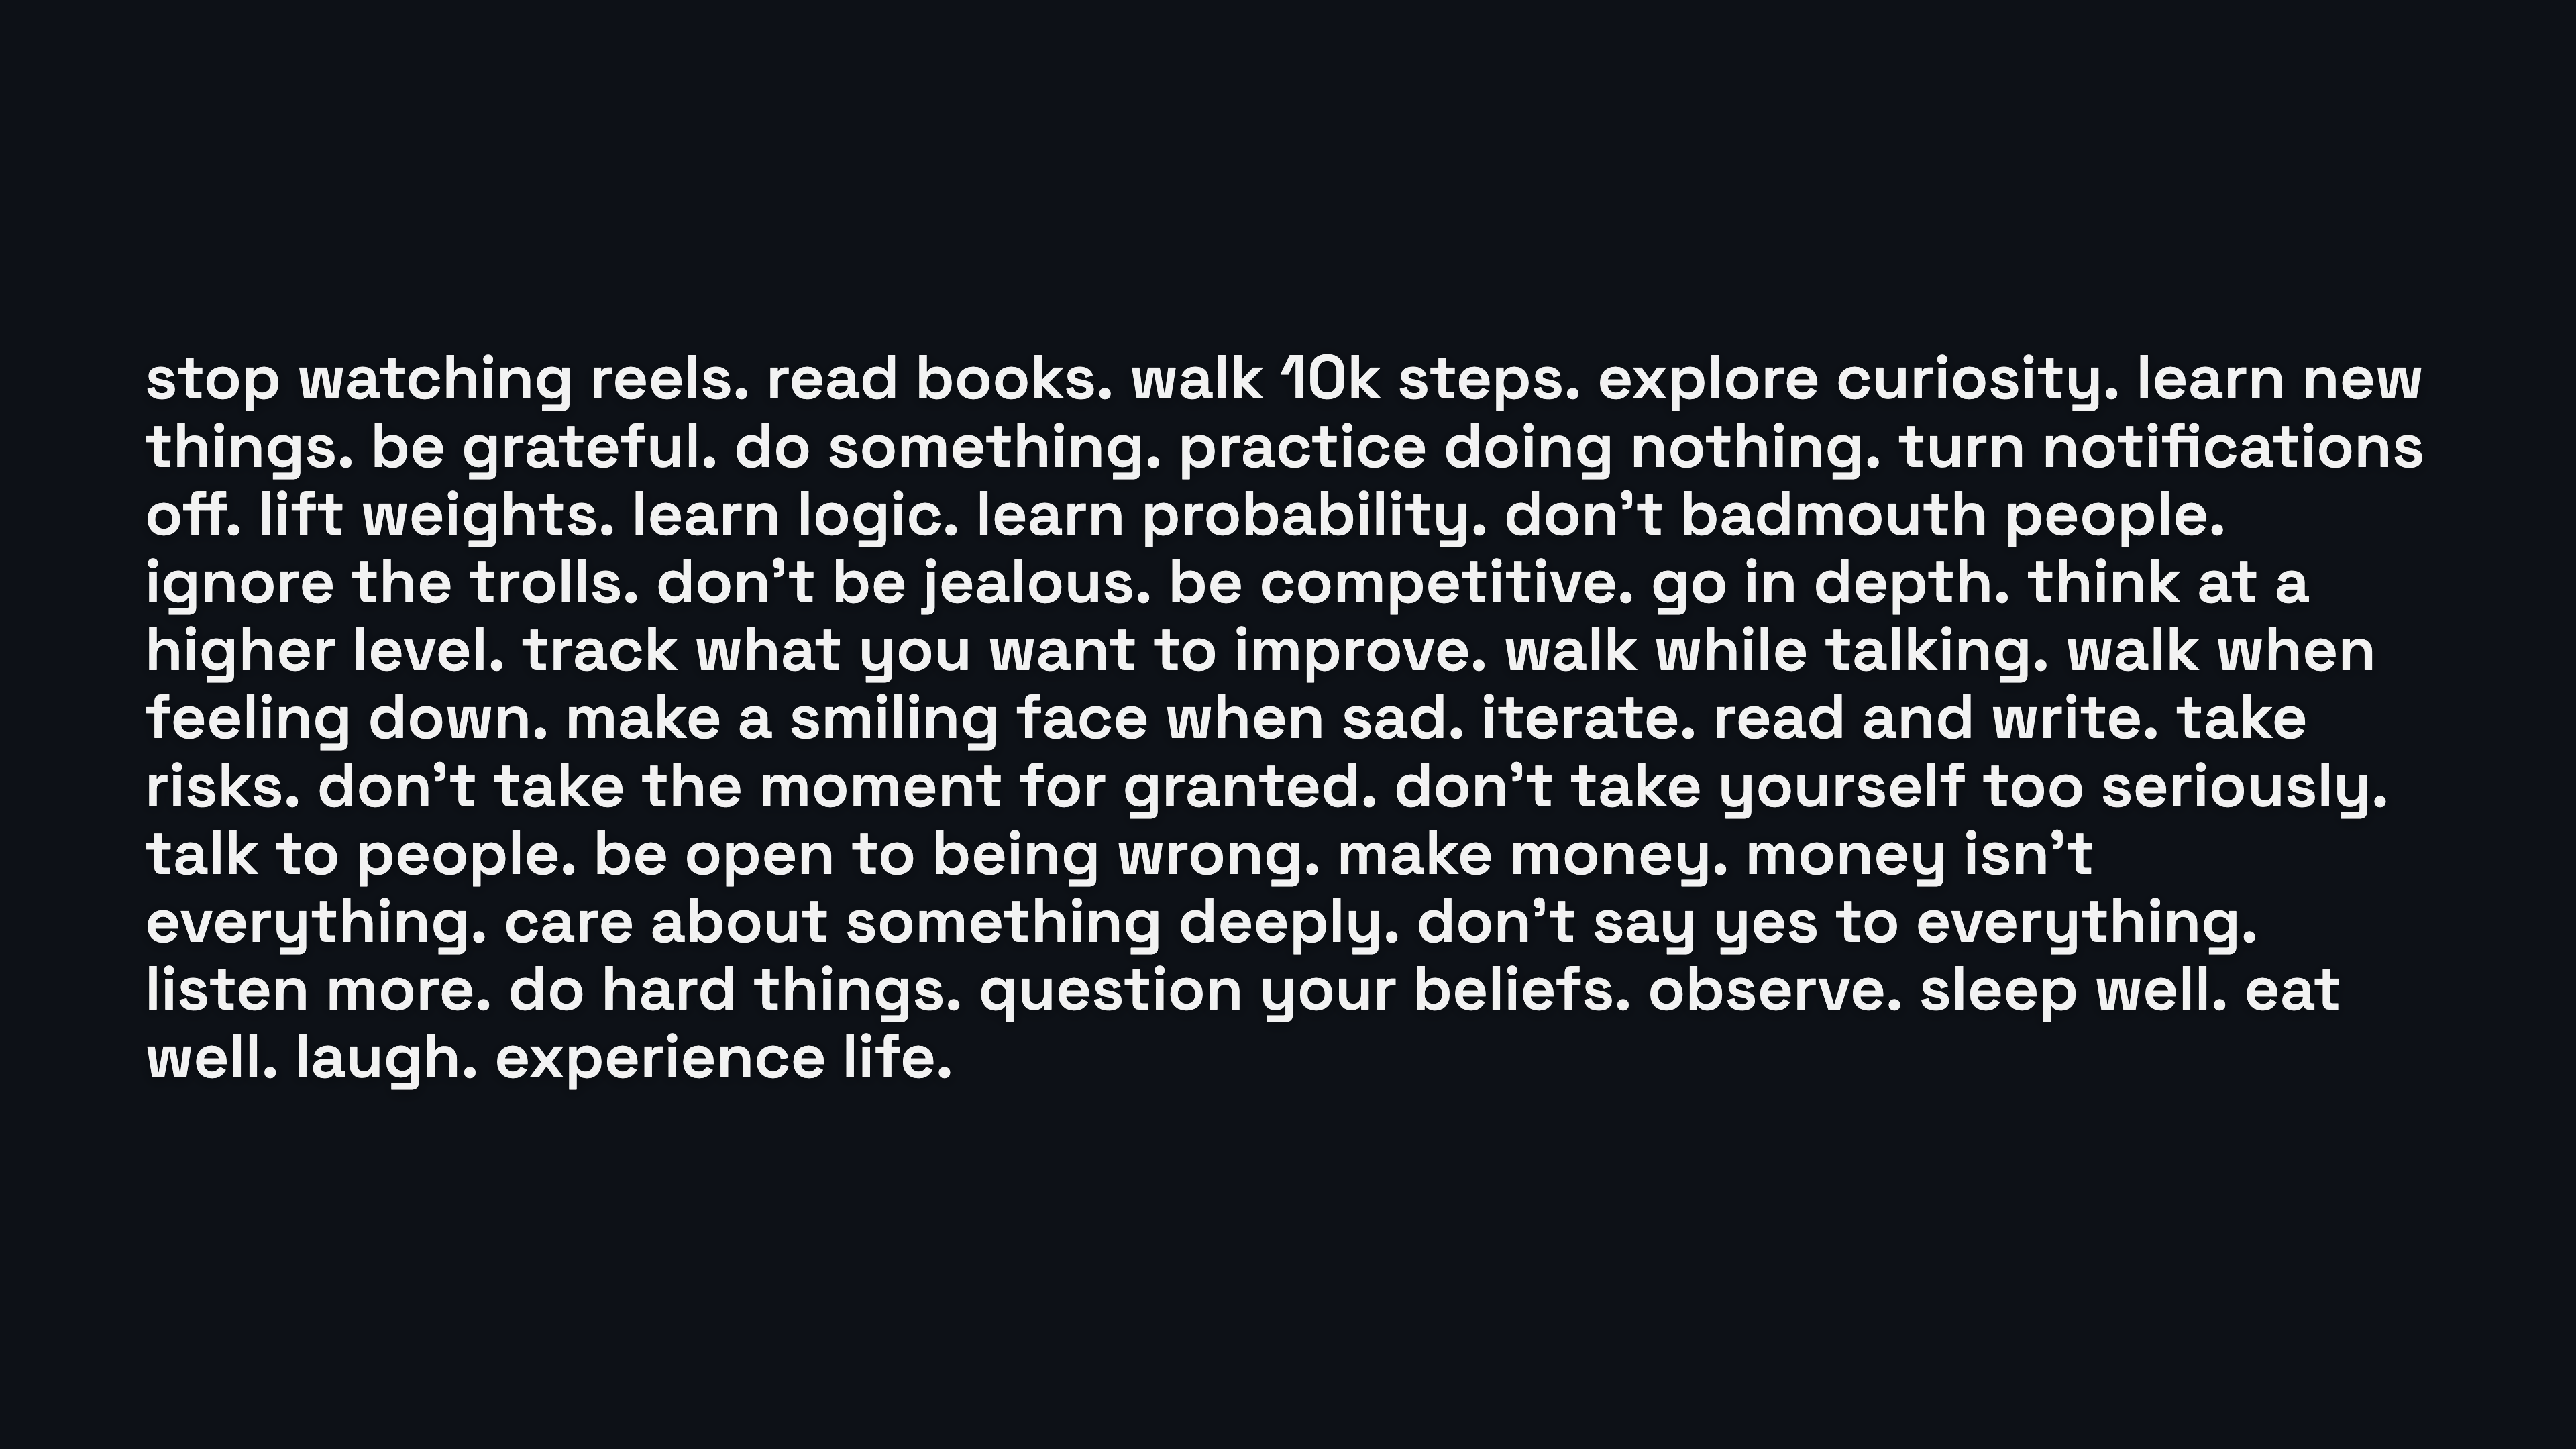 stop watching reels. read books. walk 10k steps. explore curiosity. learn new
things. be grateful. do something. practice doing nothing. turn notifications
off. lift weights. learn logic. learn probability. don’t badmouth people.
ignore the trolls. don’t be jealous. be competitive. go in depth. think at a
higher level. track what you want to improve. walk while talking. walk when
feeling down. make a smiling face when sad. iterate. read and write. take
risks. don’t take the moment for granted. don’t take yourself too seriously.
talk to people. be open to being wrong. make money. money isn’t
everything. care about something deeply. don’t say yes to everything.
listen more. do hard things. question your beliefs. observe. sleep well. eat
well. laugh. experience life.